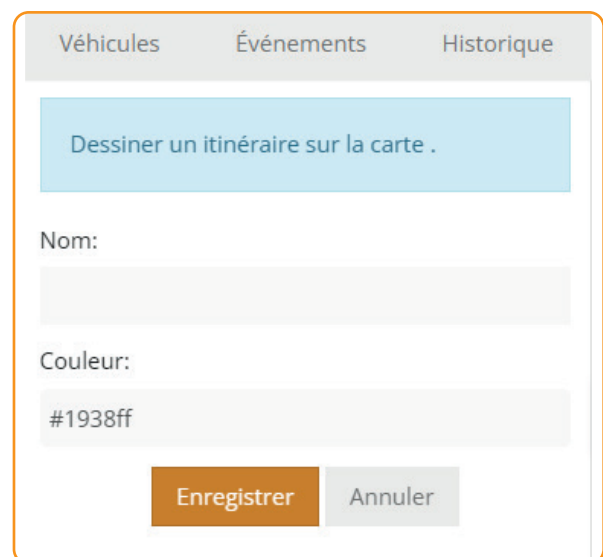 Véhicules Événements Historique
Dessiner un itinéraire sur la carte .
Nom:
Couleur:
#1938ff
Enregistrer Annuler